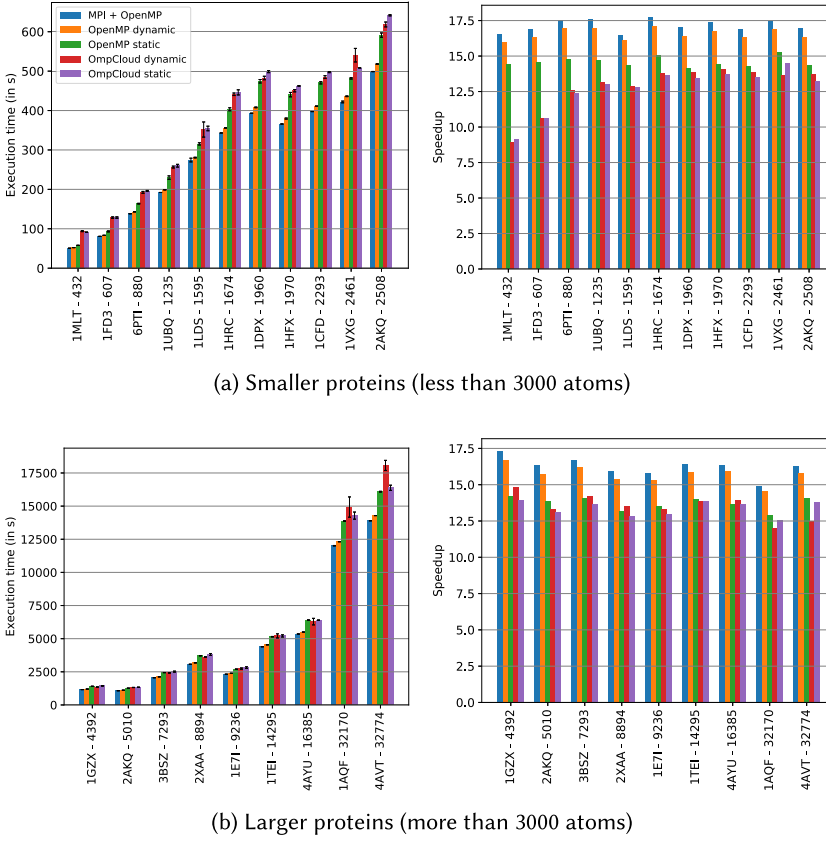 MPI + OpenMP
OpenMP dynamic
OpenMP static
OmpCloud dynamic
OmpCloud static
Execution time (in s)
600
500
400
300
200
100
0
1MLT - 432
1FD3 - 607
6PTI - 880
1UBQ - 1235
1LDS - 1595
1HRC - 1674
1DPX - 1960
1HFX - 1970
1CFD - 2293
1VXG - 2461
2AKQ - 2508
Speedup
17.5
15.0
12.5
10.0
7.5
5.0
2.5
0.0
1MLT - 432
1FD3 - 607
6PTI - 880
1UBQ - 1235
1LDS - 1595
1HRC - 1674
1DPX - 1960
1HFX - 1970
1CFD - 2293
1VXG - 2461
2AKQ - 2508
(a) Smaller proteins (less than 3000 atoms)
Execution time (in s)
17500
15000
12500
10000
7500
5000
2500
0
1GZX - 4392
2AKQ - 5010
3BSZ - 7293
2XAA - 8894
1E7I - 9236
1TEI - 14295
4AYU - 16385
1AQF - 32170
4AVT - 32774
Speedup
17.5
15.0
12.5
10.0
7.5
5.0
2.5
0.0
1GZX - 4392
2AKQ - 5010
3BSZ - 7293
2XAA - 8894
1E7I - 9236
1TEI - 14295
4AYU - 16385
1AQF - 32170
4AVT - 32774
(b) Larger proteins (more than 3000 atoms)